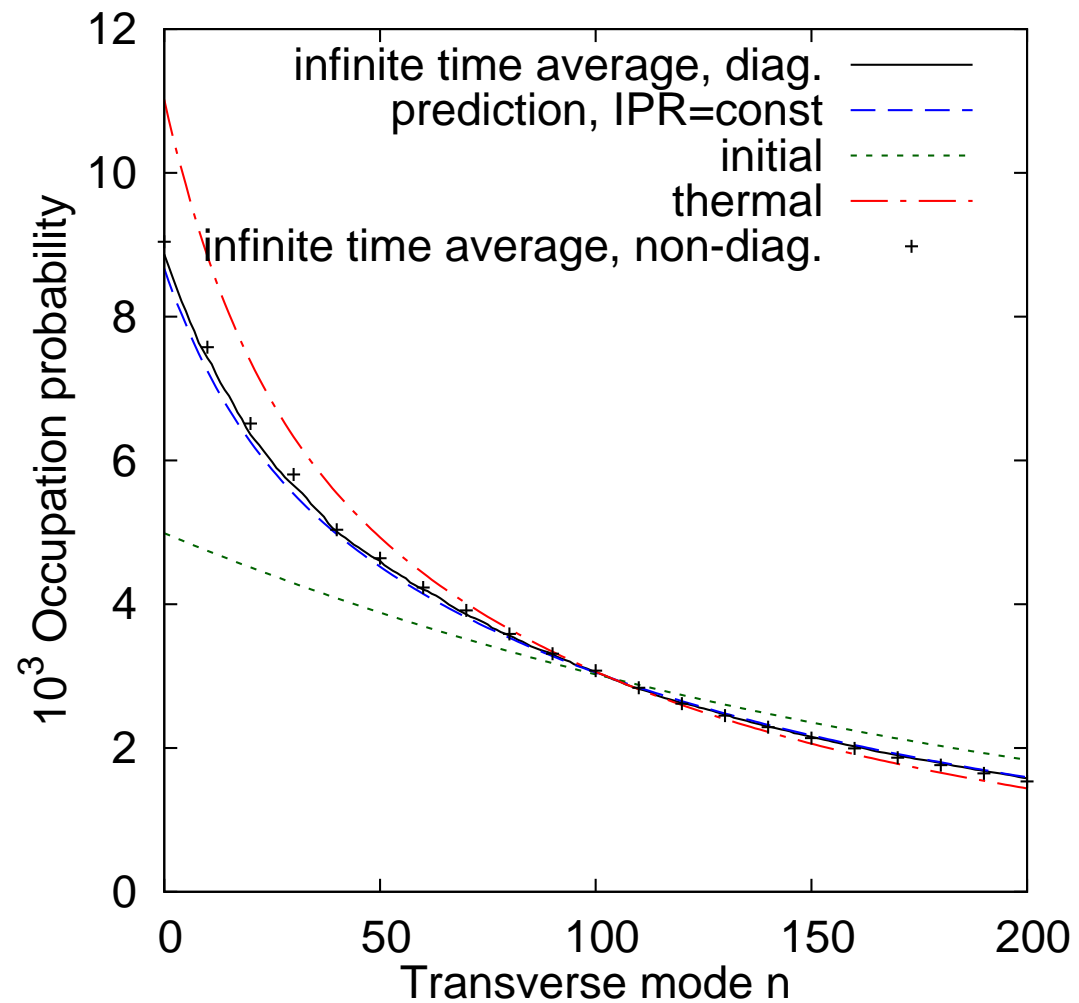 12
10
8
6
4
2
0
10³ Occupation probability
infinite time average, diag.
prediction, IPR=const
initial
thermal
infinite time average, non-diag.
0 50 100 150 200
Transverse mode n